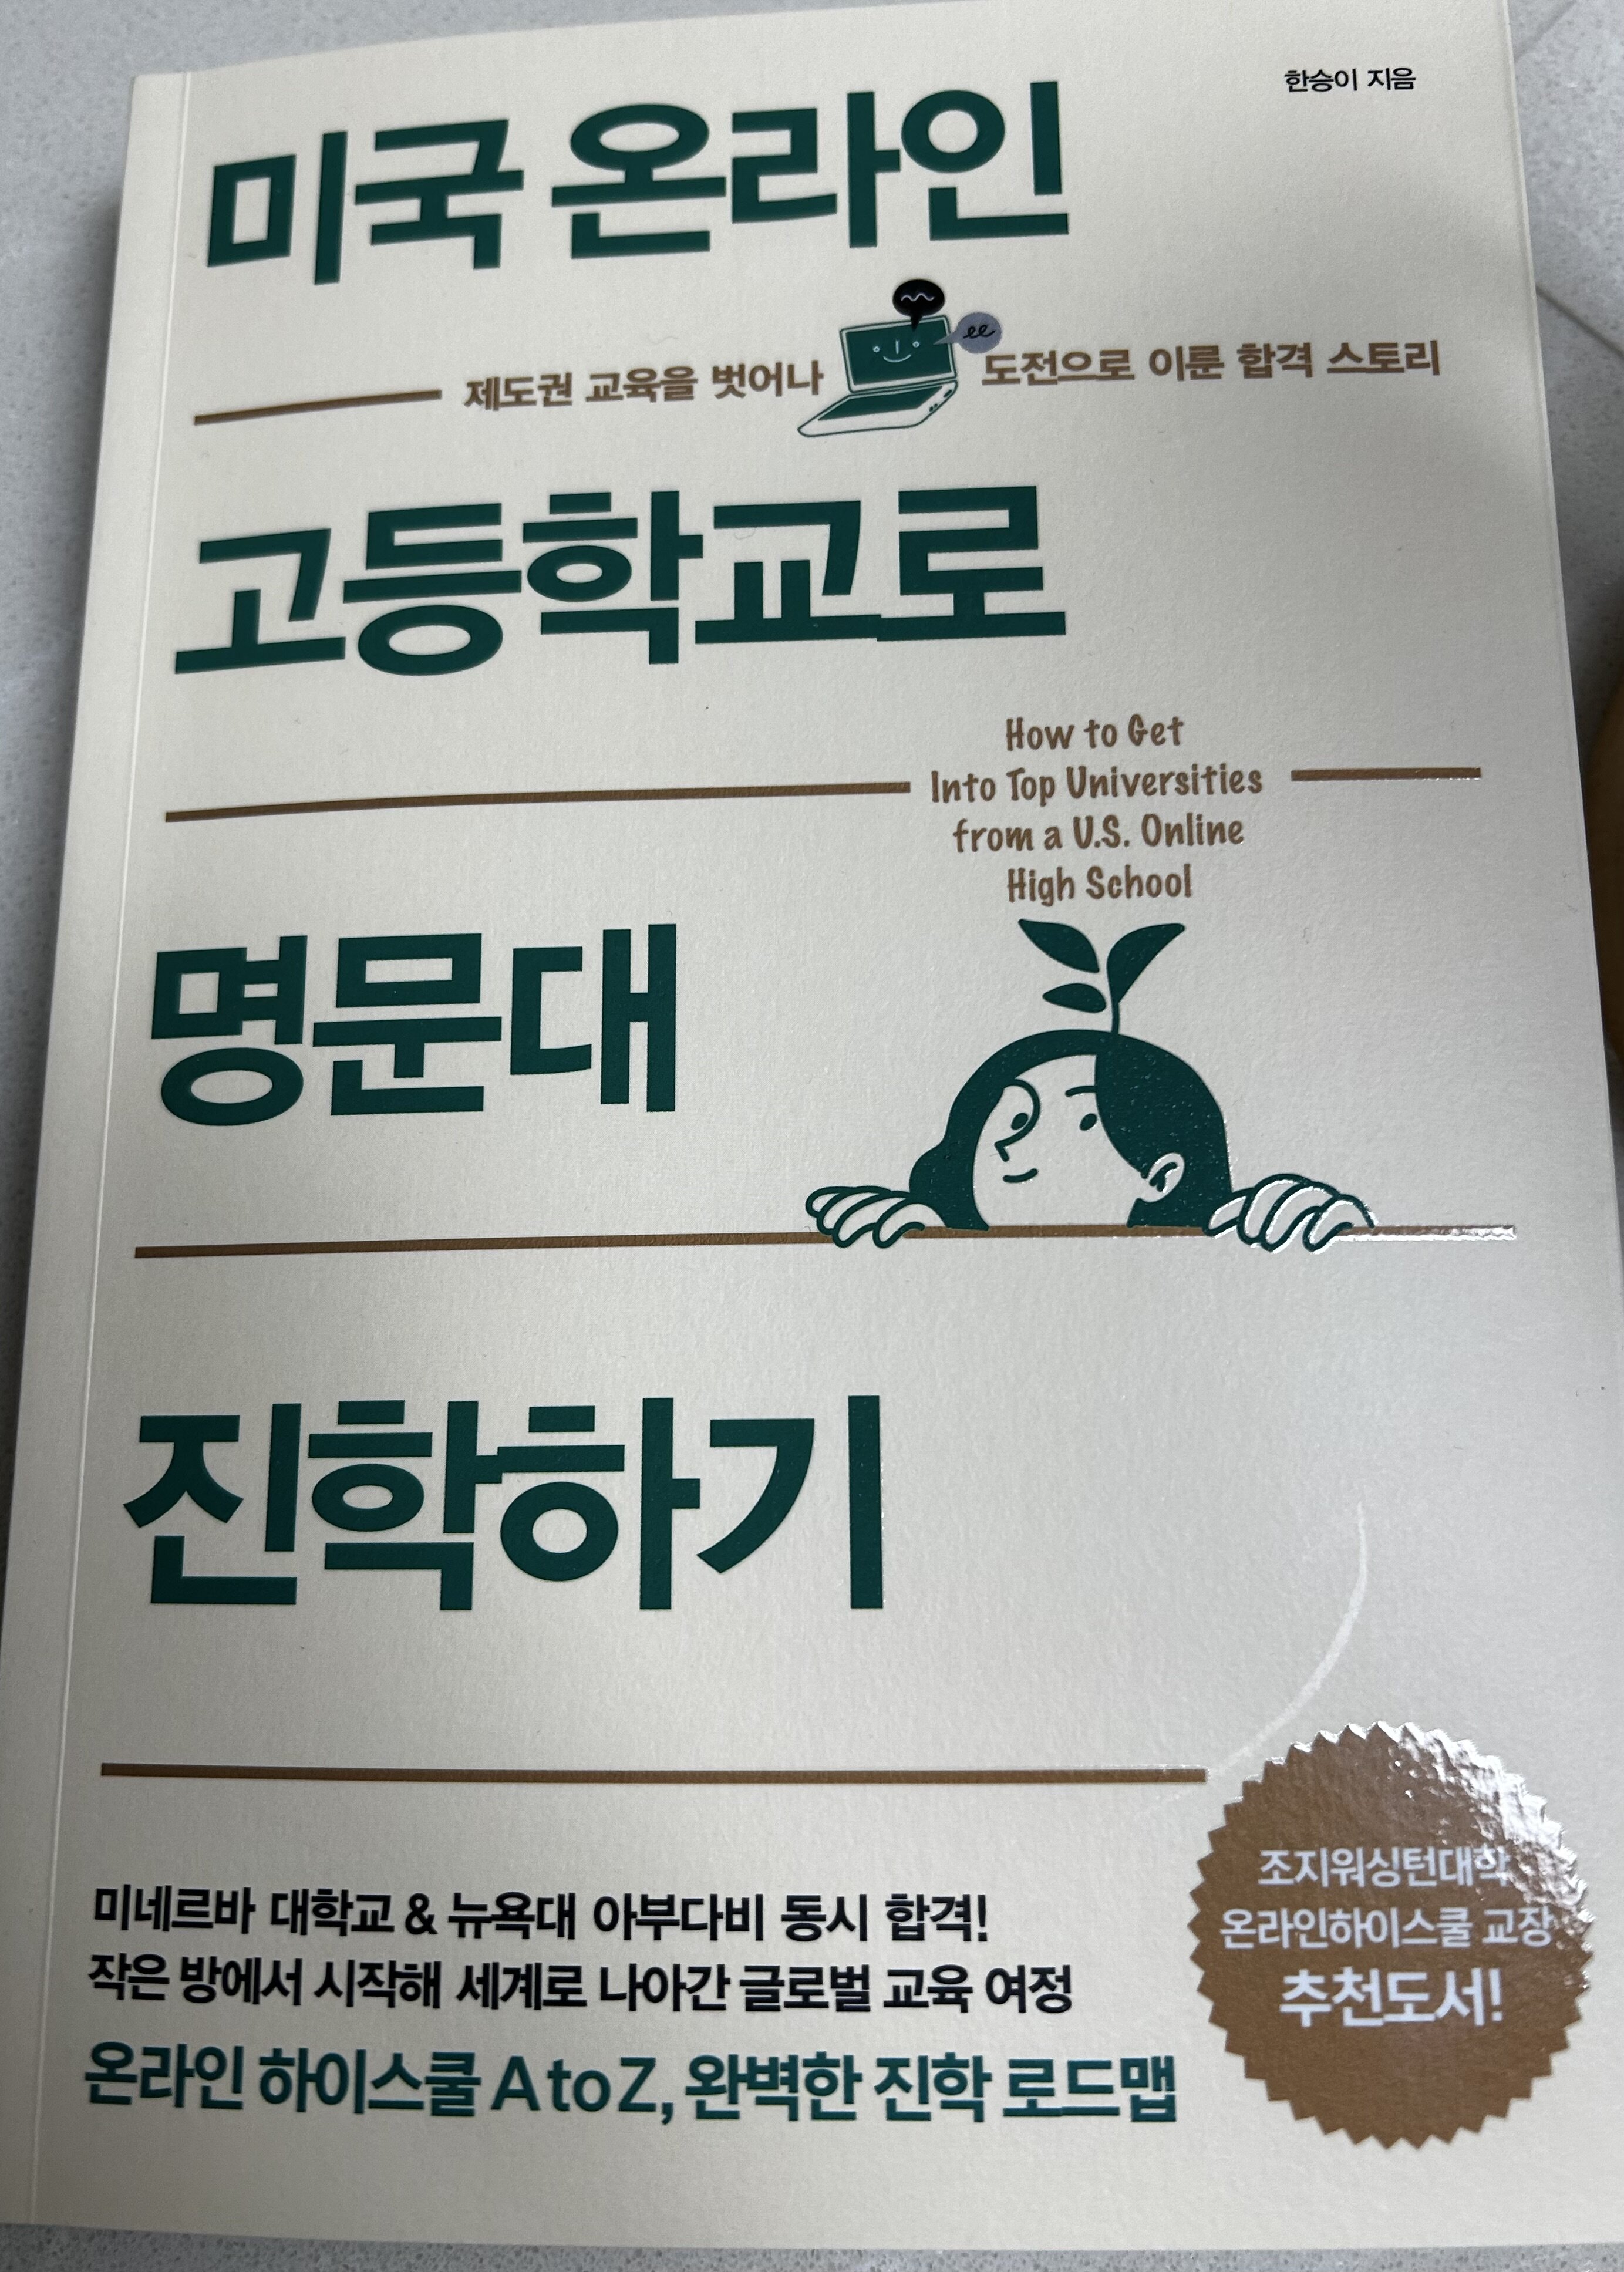 한승이 지음
미국 온라인
제도권 교육을 벗어나 도전으로 이룬 합격 스토리
고등학교로
How to Get
Into Top Universities
from a U.S. Online
High School
명문대
진학하기
미네르바 대학교 & 뉴욕대 아부다비 동시 합격!
작은 방에서 시작해 세계로 나아간 글로벌 교육 여정
온라인 하이스쿨 A to Z, 완벽한 진학 로드맵
조지워싱턴대학
온라인하이스쿨 교장
추천도서!